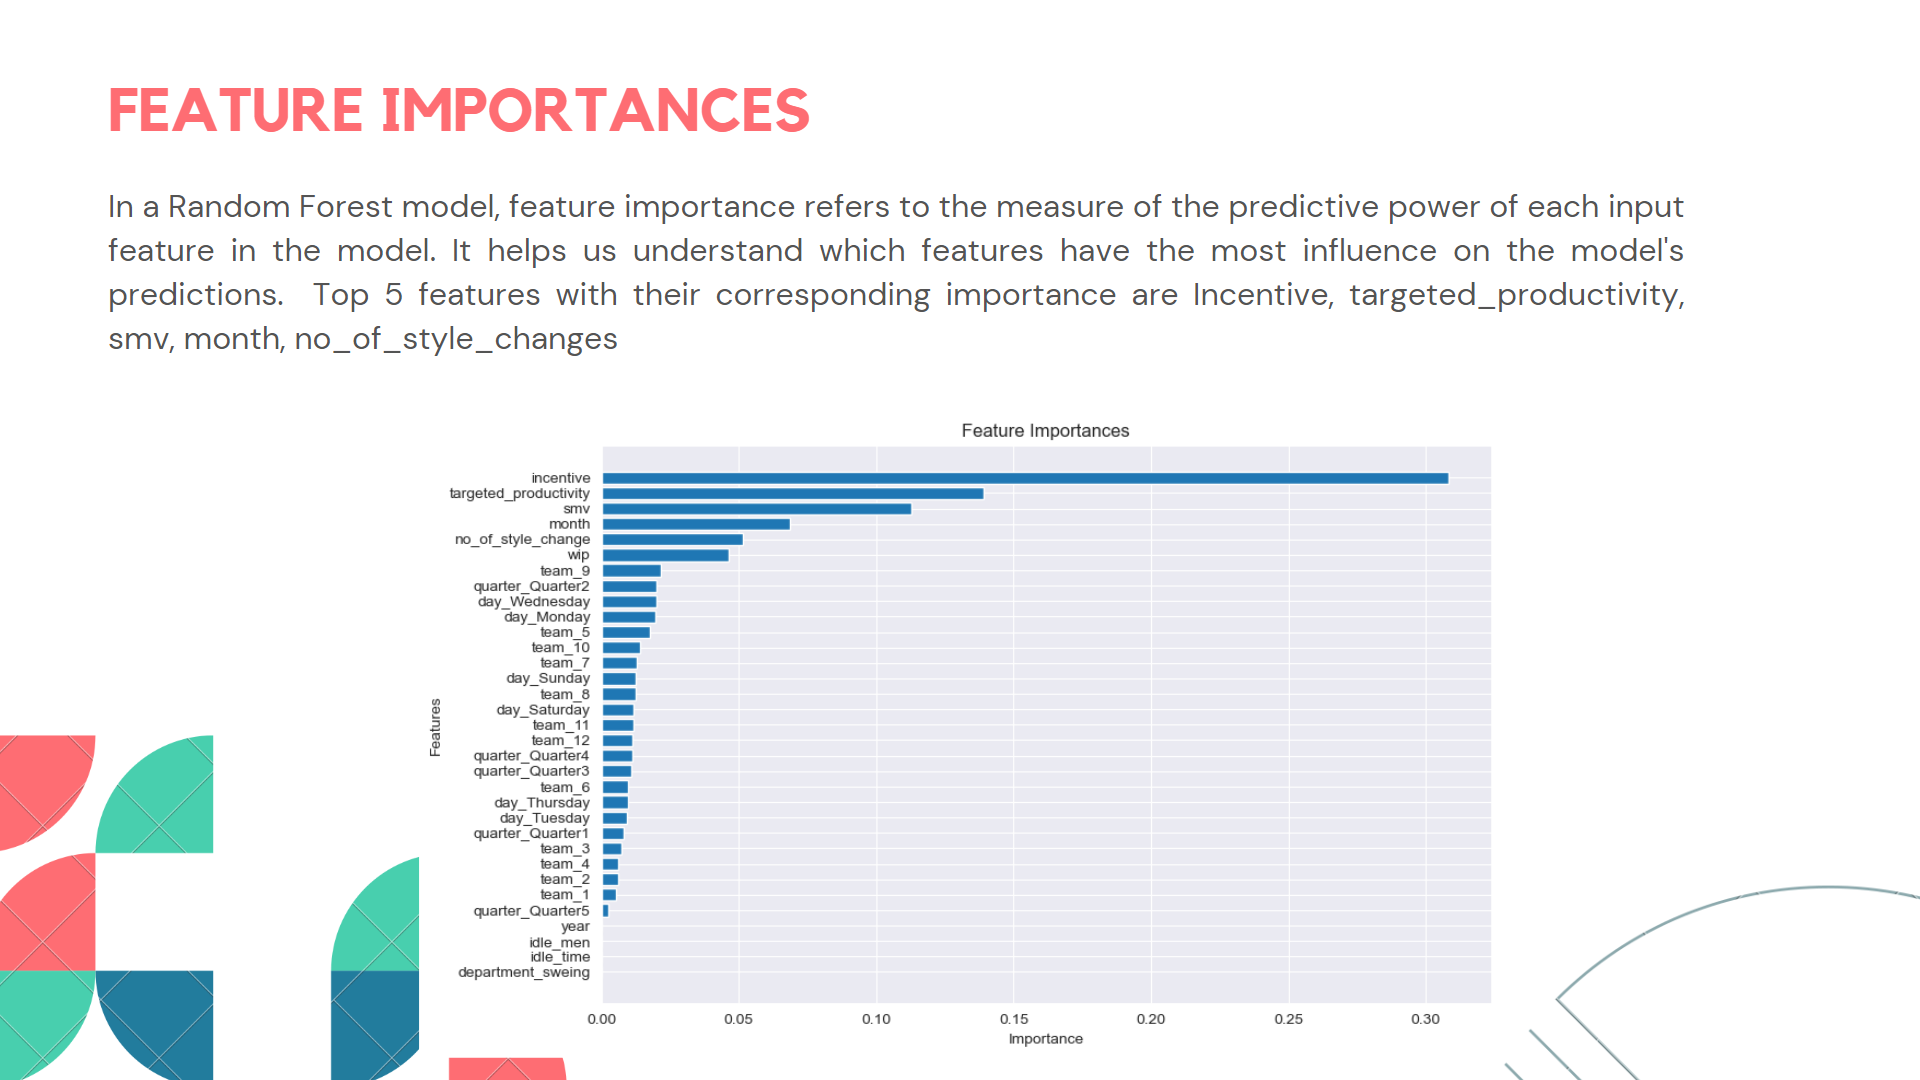 FEATURE IMPORTANCES
In a Random Forest model, feature importance refers to the measure of the predictive power of each input
feature in the model. It helps us understand which features have the most influence on the model's
predictions. Top 5 features with their corresponding importance are Incentive, targeted_productivity,
smv, month, no_of_style_changes
Feature Importances
incentive
targeted_productivity
smv
month
no_of_style_change
wip
team_9
quarter_Quarter2
day_Wednesday
day_Monday
team_5
team_10
team_7
day_Sunday
team_8
day_Saturday
team_11
team_12
quarter_Quarter4
quarter_Quarter3
team_6
day_Thursday
day_Tuesday
quarter_Quarter1
team_3
team_4
team_2
team_1
quarter_Quarter5
year
idle_men
idle_time
department_sweing
Features
0.00 0.05 0.10 0.15 0.20 0.25 0.30
Importance